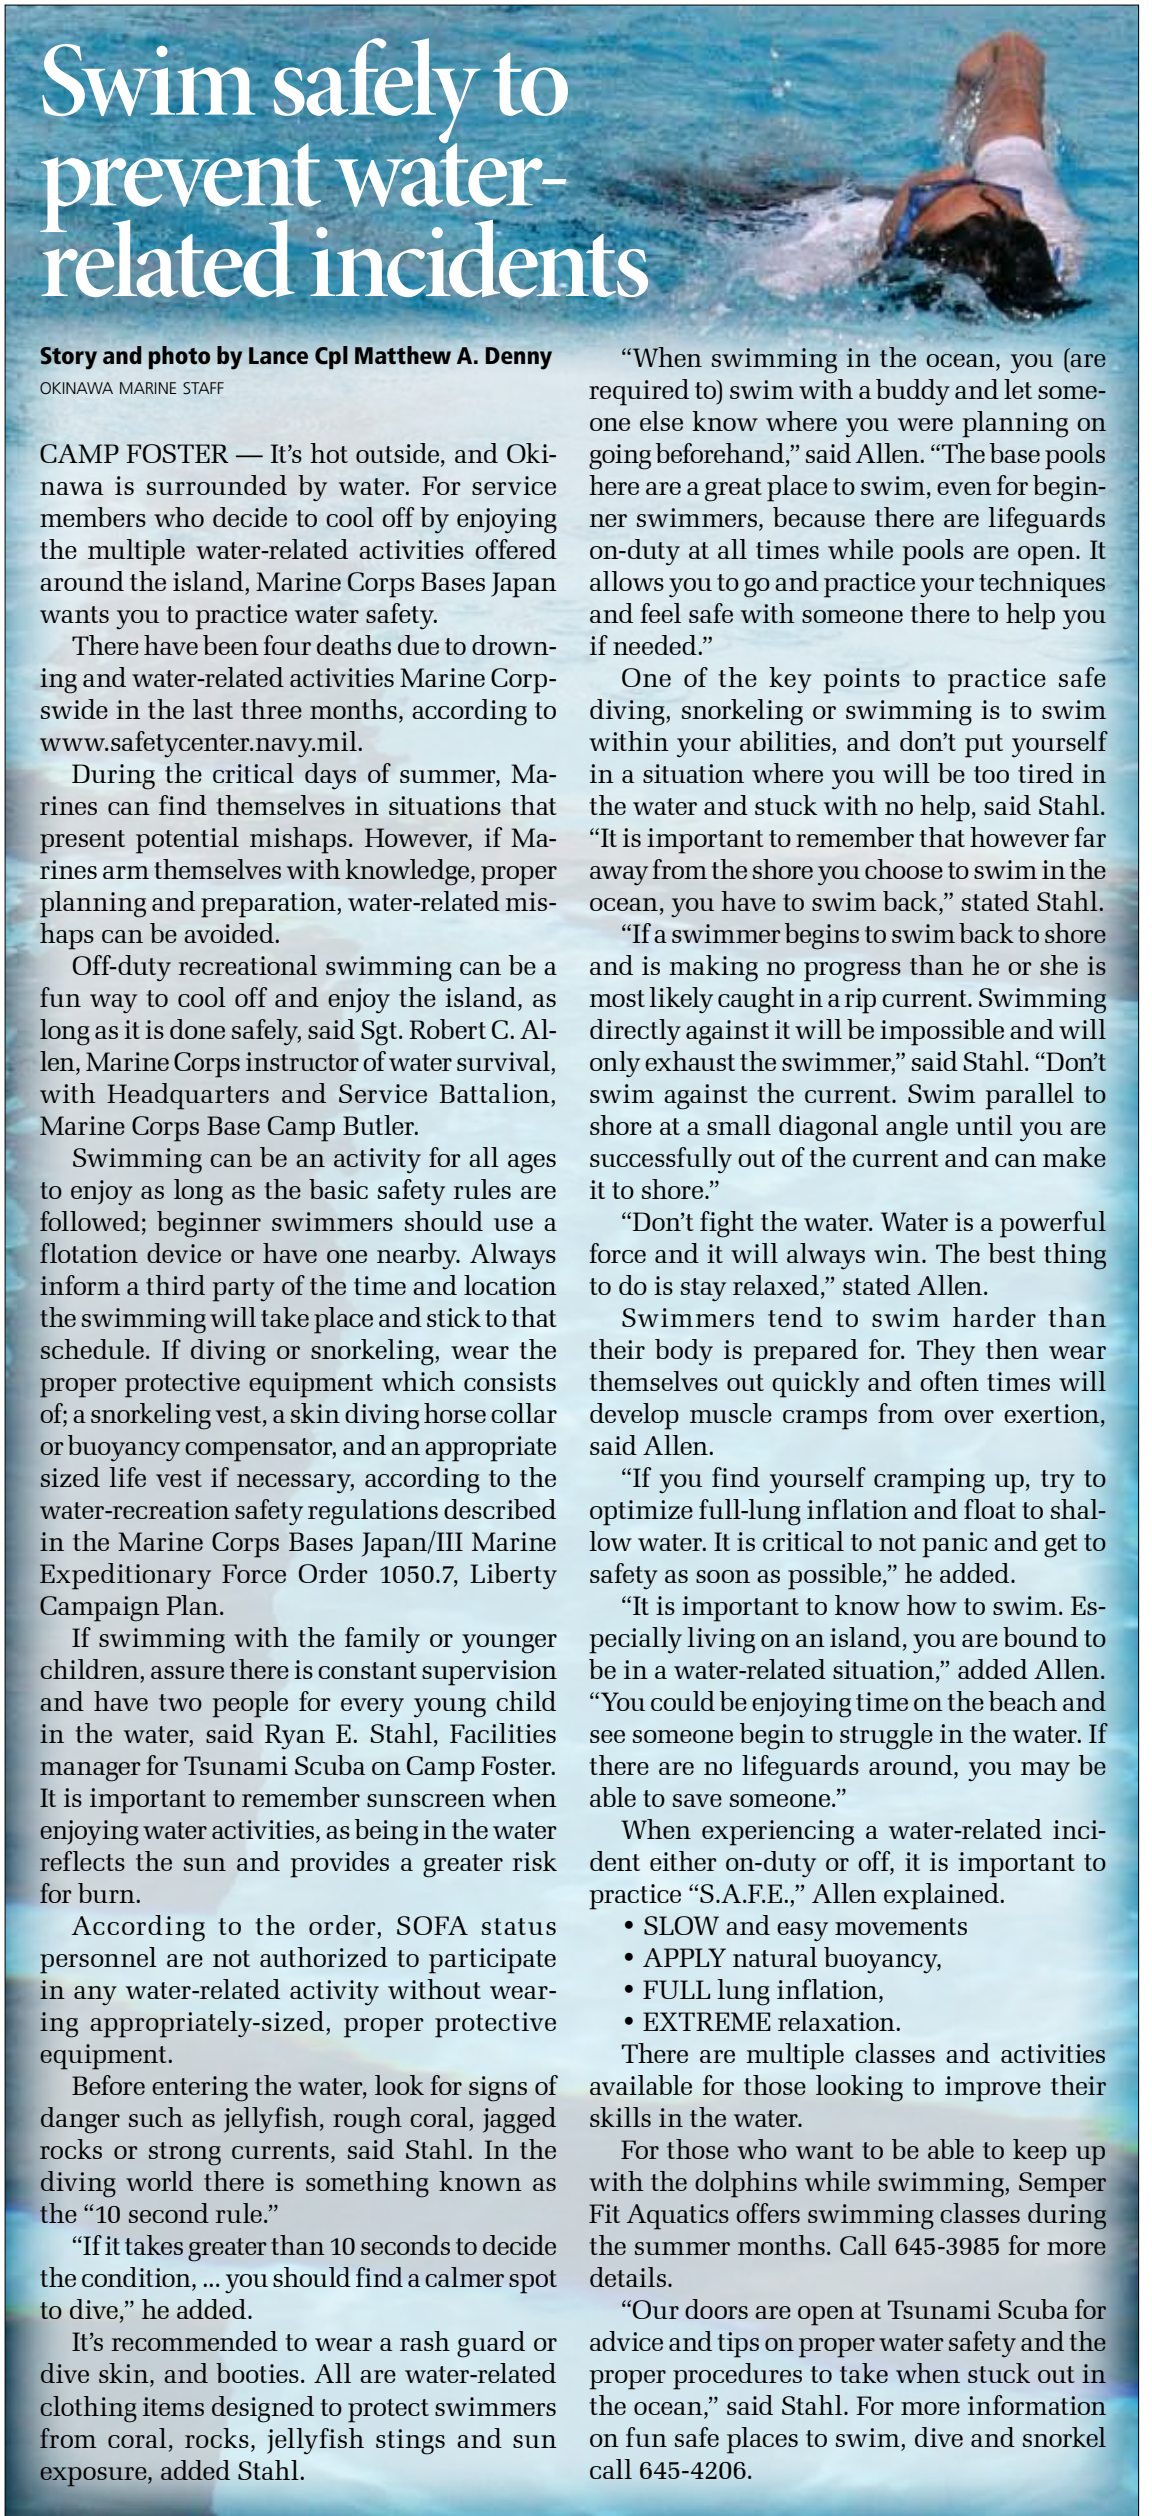 Swim safely to
prevent water-
related incidents
Story and photo by Lance Cpl Matthew A. Denny
OKINAWA MARINE STAFF
CAMP FOSTER — It’s hot outside, and Oki-
nawa is surrounded by water. For service
members who decide to cool off by enjoying
the multiple water-related activities offered
around the island, Marine Corps Bases Japan
wants you to practice water safety.
There have been four deaths due to drown-
ing and water-related activities Marine Corp-
swide in the last three months, according to
www.safetycenter.navy.mil.
During the critical days of summer, Ma-
rines can find themselves in situations that
present potential mishaps. However, if Ma-
rines arm themselves with knowledge, proper
planning and preparation, water-related mis-
haps can be avoided.
Off-duty recreational swimming can be a
fun way to cool off and enjoy the island, as
long as it is done safely, said Sgt. Robert C. Al-
len, Marine Corps instructor of water survival,
with Headquarters and Service Battalion,
Marine Corps Base Camp Butler.
Swimming can be an activity for all ages
to enjoy as long as the basic safety rules are
followed; beginner swimmers should use a
flotation device or have one nearby. Always
inform a third party of the time and location
the swimming will take place and stick to that
schedule. If diving or snorkeling, wear the
proper protective equipment which consists
of; a snorkeling vest, a skin diving horse collar
or buoyancy compensator, and an appropriate
sized life vest if necessary, according to the
water-recreation safety regulations described
in the Marine Corps Bases Japan/III Marine
Expeditionary Force Order 1050.7, Liberty
Campaign Plan.
If swimming with the family or younger
children, assure there is constant supervision
and have two people for every young child
in the water, said Ryan E. Stahl, Facilities
manager for Tsunami Scuba on Camp Foster.
It is important to remember sunscreen when
enjoying water activities, as being in the water
reflects the sun and provides a greater risk
for burn.
According to the order, SOFA status
personnel are not authorized to participate
in any water-related activity without wear-
ing appropriately-sized, proper protective
equipment.
Before entering the water, look for signs of
danger such as jellyfish, rough coral, jagged
rocks or strong currents, said Stahl. In the
diving world there is something known as
the “10 second rule.”
“If it takes greater than 10 seconds to decide
the condition, ... you should find a calmer spot
to dive,” he added.
It’s recommended to wear a rash guard or
dive skin, and booties. All are water-related
clothing items designed to protect swimmers
from coral, rocks, jellyfish stings and sun
exposure, added Stahl.
“When swimming in the ocean, you (are
required to) swim with a buddy and let some-
one else know where you were planning on
going beforehand,” said Allen. “The base pools
here are a great place to swim, even for begin-
ner swimmers, because there are lifeguards
on-duty at all times while pools are open. It
allows you to go and practice your techniques
and feel safe with someone there to help you
if needed.”
One of the key points to practice safe
diving, snorkeling or swimming is to swim
within your abilities, and don’t put yourself
in a situation where you will be too tired in
the water and stuck with no help, said Stahl.
“It is important to remember that however far
away from the shore you choose to swim in the
ocean, you have to swim back,” stated Stahl.
“If a swimmer begins to swim back to shore
and is making no progress than he or she is
most likely caught in a rip current. Swimming
directly against it will be impossible and will
only exhaust the swimmer,” said Stahl. “Don’t
swim against the current. Swim parallel to
shore at a small diagonal angle until you are
successfully out of the current and can make
it to shore.”
“Don’t fight the water. Water is a powerful
force and it will always win. The best thing
to do is stay relaxed,” stated Allen.
Swimmers tend to swim harder than
their body is prepared for. They then wear
themselves out quickly and often times will
develop muscle cramps from over exertion,
said Allen.
“If you find yourself cramping up, try to
optimize full-lung inflation and float to shal-
low water. It is critical to not panic and get to
safety as soon as possible,” he added.
“It is important to know how to swim. Es-
pecially living on an island, you are bound to
be in a water-related situation,” added Allen.
“You could be enjoying time on the beach and
see someone begin to struggle in the water. If
there are no lifeguards around, you may be
able to save someone.”
When experiencing a water-related inci-
dent either on-duty or off, it is important to
practice “S.A.F.E.,” Allen explained.
• SLOW and easy movements
• APPLY natural buoyancy,
• FULL lung inflation,
• EXTREME relaxation.
There are multiple classes and activities
available for those looking to improve their
skills in the water.
For those who want to be able to keep up
with the dolphins while swimming, Semper
Fit Aquatics offers swimming classes during
the summer months. Call 645-3985 for more
details.
“Our doors are open at Tsunami Scuba for
advice and tips on proper water safety and the
proper procedures to take when stuck out in
the ocean,” said Stahl. For more information
on fun safe places to swim, dive and snorkel
call 645-4206.